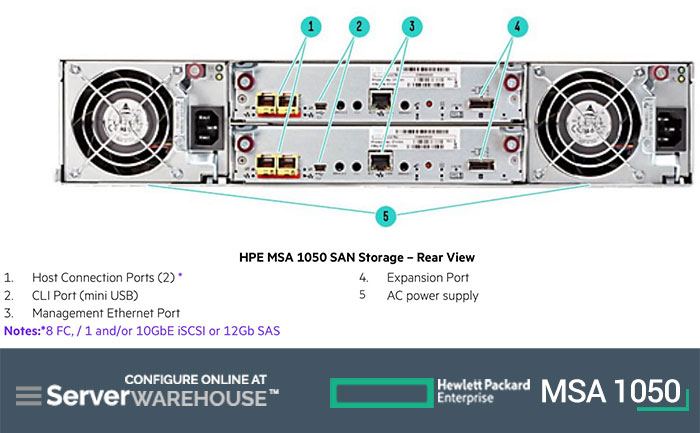 1 2 3 4
5
HPE MSA 1050 SAN Storage – Rear View
1. Host Connection Ports (2) *
2. CLI Port (mini USB)
3. Management Ethernet Port
4. Expansion Port
5 AC power supply
Notes:*8 FC, / 1 and/or 10GbE iSCSI or 12Gb SAS
CONFIGURE ONLINE AT
ServerWAREHOUSE™
Hewlett Packard
Enterprise
MSA 1050